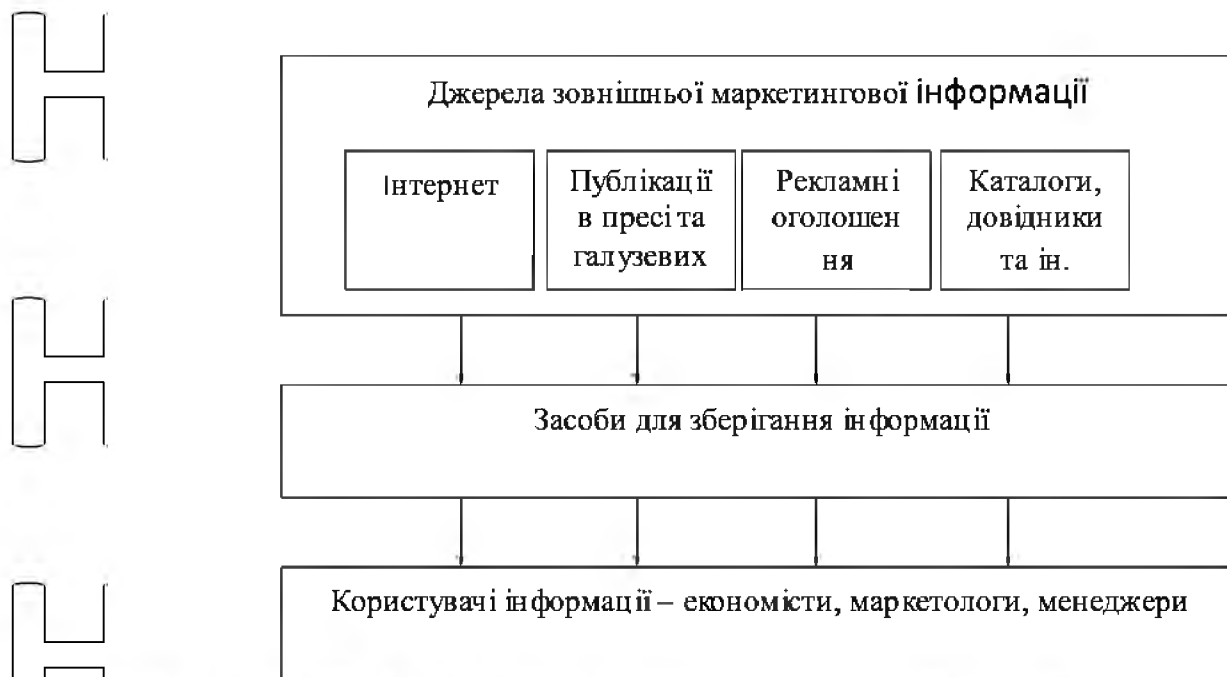 Джерела зовнішньої маркетингової інформації
Інтернет
Публікації
в пресі та
галузевих
Рекламні
оголошен
ня
Каталоги,
довідники
та ін.
Засоби для зберігання інформації
Користувачі інформації – економісти, маркетологи, менеджери